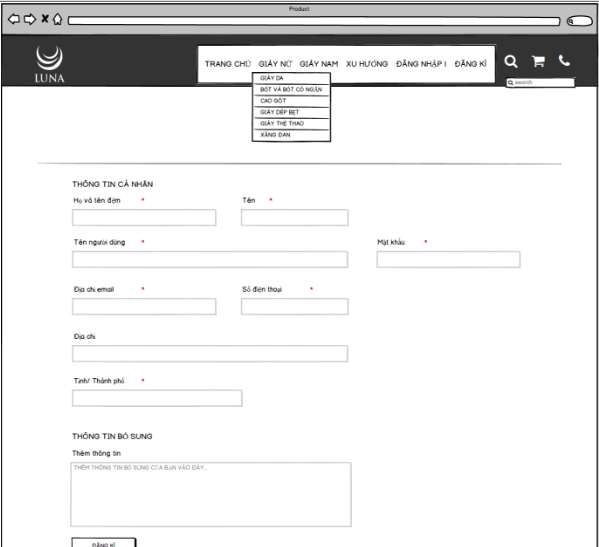 Product
LUNA
TRANG CHỦ GIÀY NỮ GIÀY NAM XU HƯỚNG ĐĂNG NHẬP I ĐĂNG KÍ
search
GIÀY DA
BỐT VÀ BỐT CỔ NGẮN
CAO GÓT
GIÀY DÉP BẸT
GIÀY THỂ THAO
XĂNG ĐAN
THÔNG TIN CÁ NHÂN
Họ và tên đệm *
Tên *
Tên người dùng *
Mật khẩu *
Địa chỉ email *
Số điện thoại *
Địa chỉ
Tỉnh/ Thành phố *
THÔNG TIN BỔ SUNG
Thêm thông tin
THÊM THÔNG TIN BỔ SUNG CỦA BẠN VÀO ĐÂY...
ĐĂNG KÍ